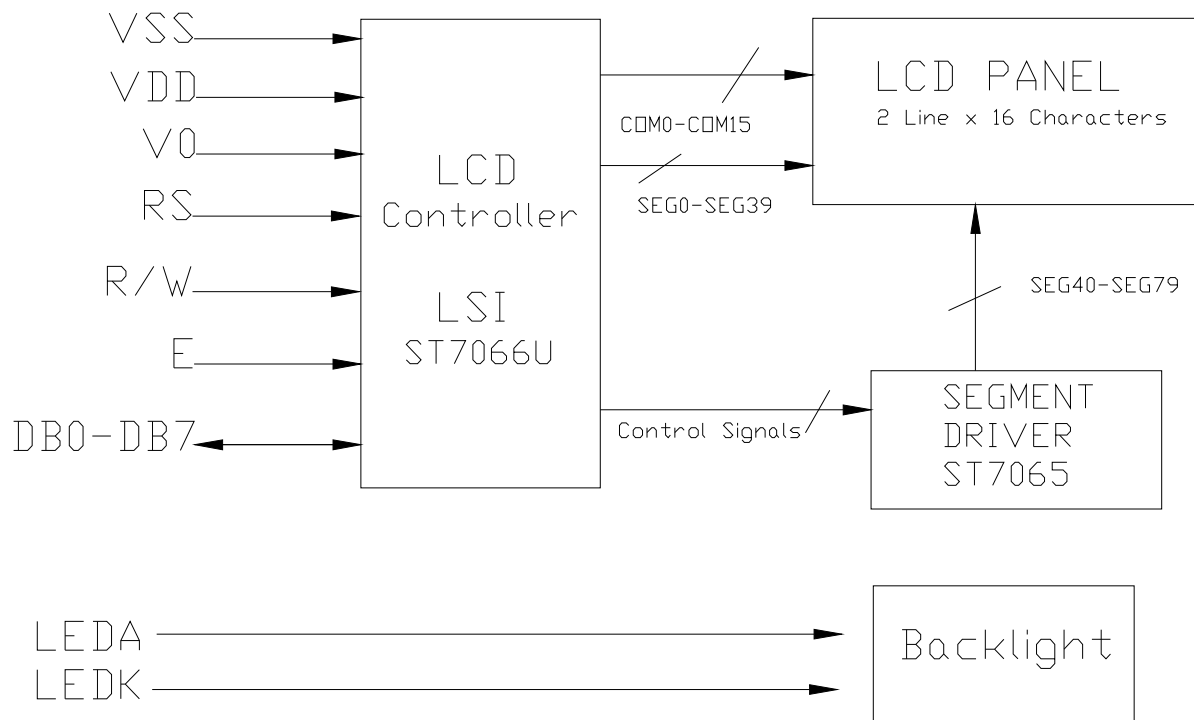 VSS
VDD
V0
RS
R/W
E
DB0-DB7
LCD
Controller
LSI
ST7066U
COM0-COM15
SEG0-SEG39
LCD PANEL
2 Line x 16 Characters
SEG40-SEG79
Control Signals
SEGMENT
DRIVER
ST7065
LEDA
LEDK
Backlight